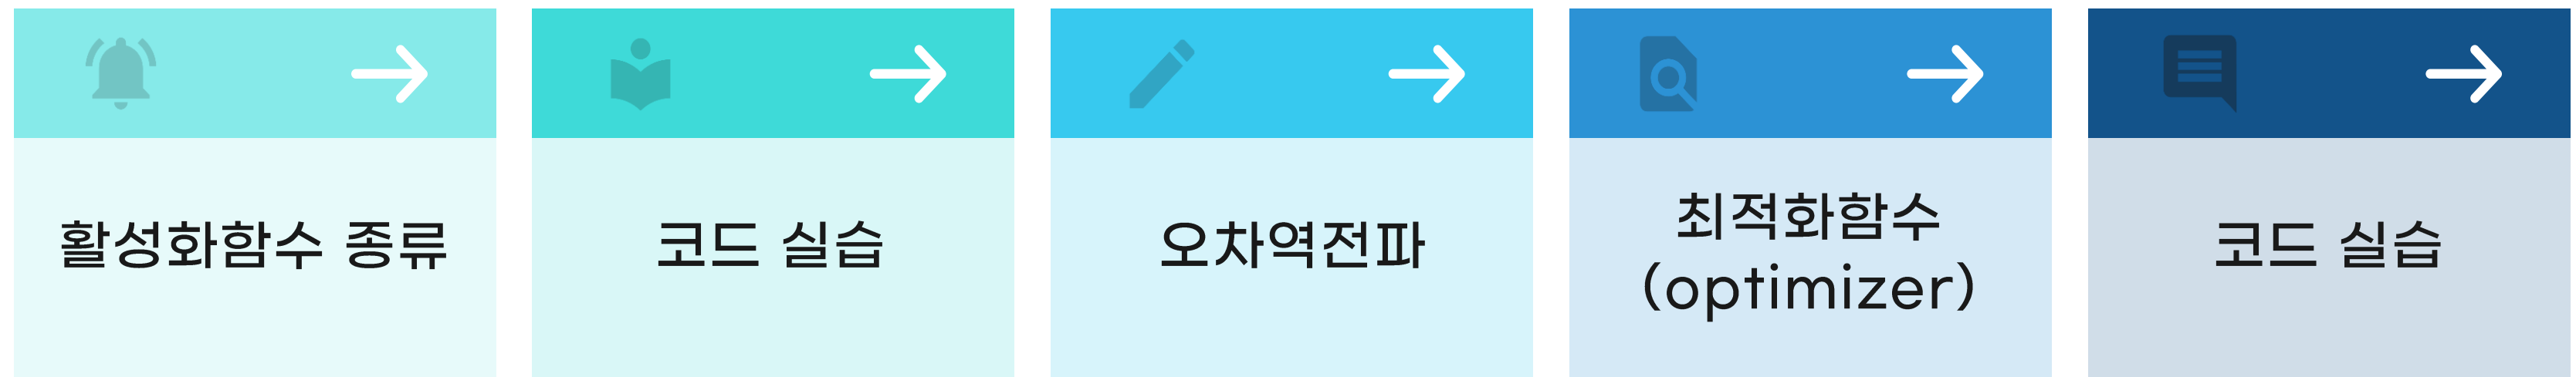 활성화함수 종류
코드 실습
오차역전파
최적화함수
(optimizer)
코드 실습